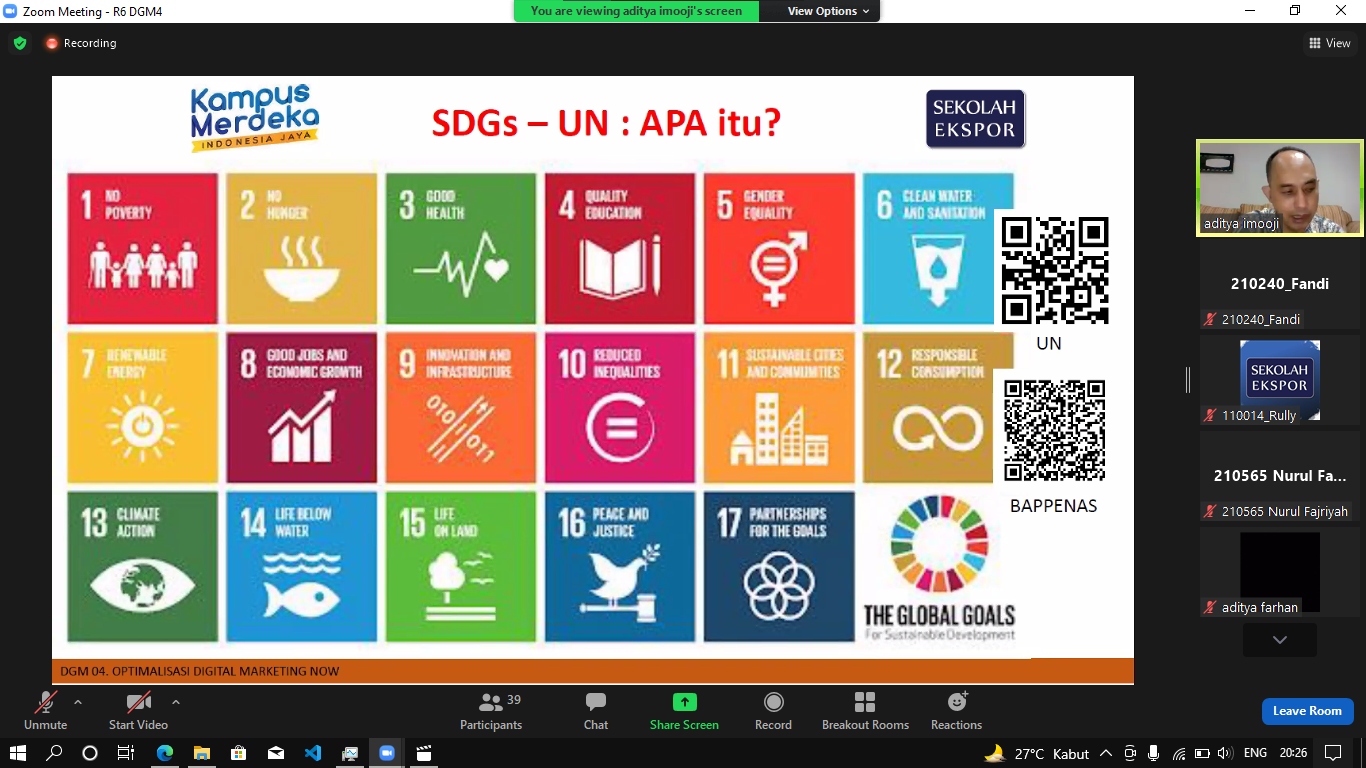 Zoom Meeting - R6 DGM4
You are viewing aditya imooji's screen
View Options
Recording
View
Kampus
Merdeka
INDONESIA JAYA
SDGs – UN : APA itu?
SEKOLAH
EKSPOR
1 NO
POVERTY
2 NO
HUNGER
3 GOOD
HEALTH
4 QUALITY
EDUCATION
5 GENDER
EQUALITY
6 CLEAN WATER
AND SANITATION
UN
7 RENEWABLE
ENERGY
8 GOOD JOBS AND
ECONOMIC GROWTH
9 INNOVATION AND
INFRASTRUCTURE
010
011
10 REDUCED
INEQUALITIES
11 SUSTAINABLE CITIES
AND COMMUNITIES
12 RESPONSIBLE
CONSUMPTION
BAPPENAS
13 CLIMATE
ACTION
14 LIFE BELOW
WATER
15 LIFE
ON LAND
16 PEACE AND
JUSTICE
17 PARTNERSHIPS
FOR THE GOALS
THE GLOBAL GOALS
For Sustainable Development
DGM 04. OPTIMALISASI DIGITAL MARKETING NOW
aditya imooji
210240_Fandi
210240_Fandi
SEKOLAH
EKSPOR
110014_Rully
210565 Nurul Fa...
210565 Nurul Fajriyah
aditya farhan
Unmute
Start Video
39
Participants
Chat
Share Screen
Record
Breakout Rooms
Reactions
Leave Room
27°C Kabut
ENG
20:26